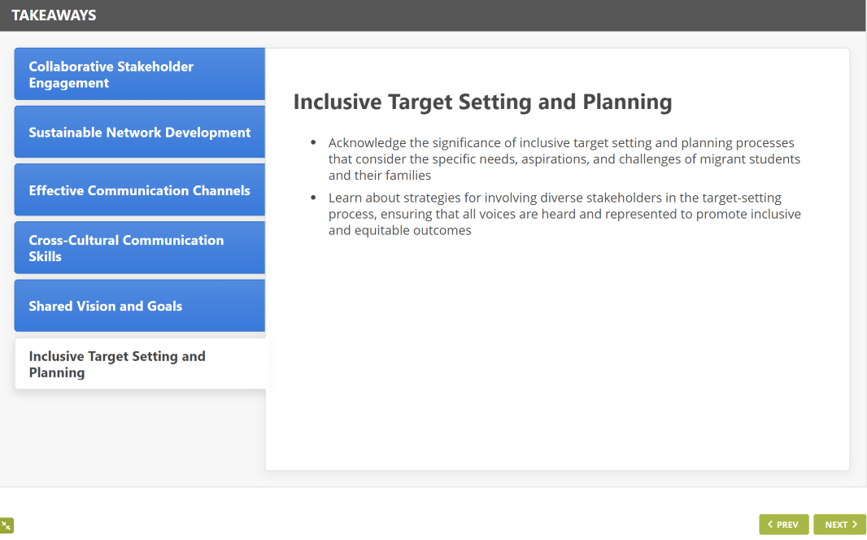 TAKEAWAYS
Collaborative Stakeholder
Engagement
Sustainable Network Development
Effective Communication Channels
Cross-Cultural Communication
Skills
Shared Vision and Goals
Inclusive Target Setting and
Planning
Inclusive Target Setting and Planning
• Acknowledge the significance of inclusive target setting and planning processes
that consider the specific needs, aspirations, and challenges of migrant students
and their families
• Learn about strategies for involving diverse stakeholders in the target-setting
process, ensuring that all voices are heard and represented to promote inclusive
and equitable outcomes
PREV
NEXT